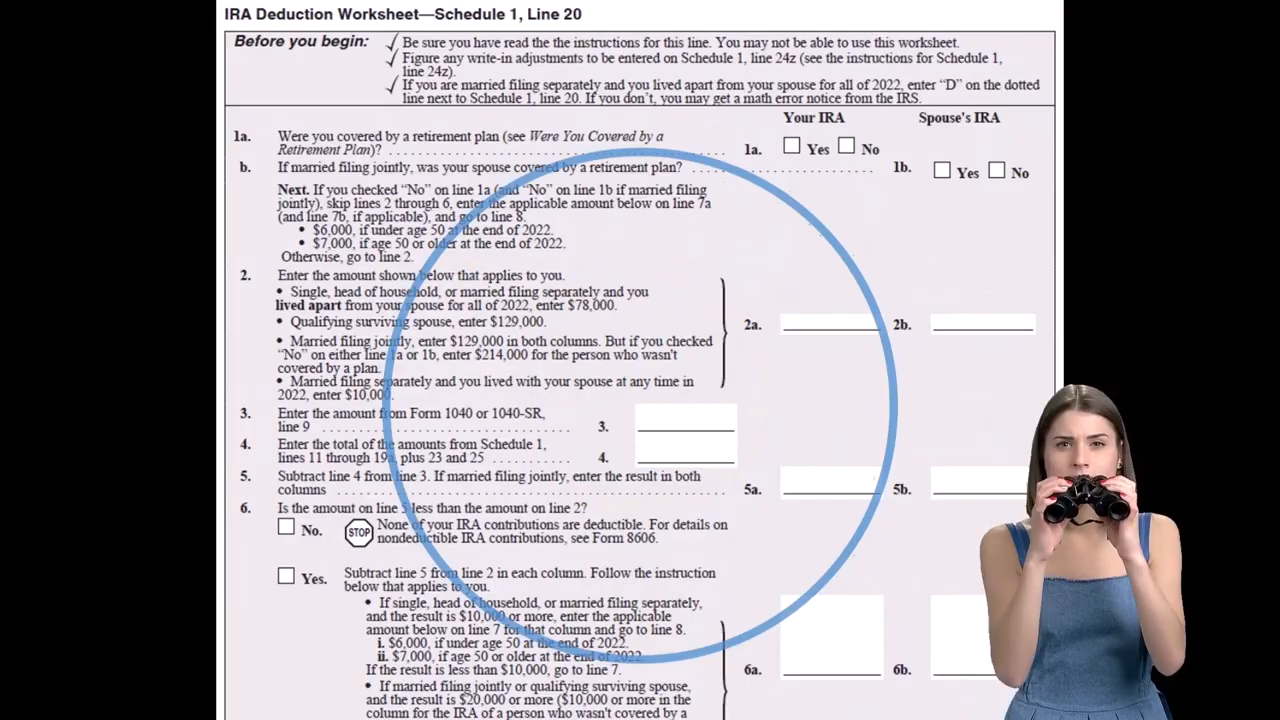 IRA Deduction Worksheet—Schedule 1, Line 20
Before you begin:
✓ Be sure you have read the the instructions for this line. You may not be able to use this worksheet.
✓ Figure any write-in adjustments to be entered on Schedule 1, line 24z (see the instructions for Schedule 1,
line 24z).
✓ If you are married filing separately and you lived apart from your spouse for all of 2022, enter “D” on the dotted
line next to Schedule 1, line 20. If you don’t, you may get a math error notice from the IRS.
Your IRA Spouse's IRA
1a. Were you covered by a retirement plan (see Were You Covered by a
Retirement Plan)? 1a. Yes No
b. If married filing jointly, was your spouse covered by a retirement plan? 1b. Yes No
Next. If you checked “No” on line 1a (and “No” on line 1b if married filing
jointly), skip lines 2 through 6, enter the applicable amount below on line 7a
(and line 7b, if applicable), and go to line 8.
• $6,000, if under age 50 at the end of 2022.
• $7,000, if age 50 or older at the end of 2022.
Otherwise, go to line 2.
2. Enter the amount shown below that applies to you.
• Single, head of household, or married filing separately and you
lived apart from your spouse for all of 2022, enter $78,000.
• Qualifying surviving spouse, enter $129,000. 2a. 2b.
• Married filing jointly, enter $129,000 in both columns. But if you checked
“No” on either line 1a or 1b, enter $214,000 for the person who wasn't
covered by a plan.
• Married filing separately and you lived with your spouse at any time in
2022, enter $10,000.
3. Enter the amount from Form 1040 or 1040-SR,
line 9 3.
4. Enter the total of the amounts from Schedule 1,
lines 11 through 19a, plus 23 and 25 4.
5. Subtract line 4 from line 3. If married filing jointly, enter the result in both
columns 5a. 5b.
6. Is the amount on line 5 less than the amount on line 2?
No. STOP None of your IRA contributions are deductible. For details on
nondeductible IRA contributions, see Form 8606.
Yes. Subtract line 5 from line 2 in each column. Follow the instruction
below that applies to you.
• If single, head of household, or married filing separately,
and the result is $10,000 or more, enter the applicable
amount below on line 7 for that column and go to line 8.
i. $6,000, if under age 50 at the end of 2022.
ii. $7,000, if age 50 or older at the end of 2022.
If the result is less than $10,000, go to line 7. 6a. 6b.
• If married filing jointly or qualifying surviving spouse,
and the result is $20,000 or more ($10,000 or more in the
column for the IRA of a person who wasn't covered by a